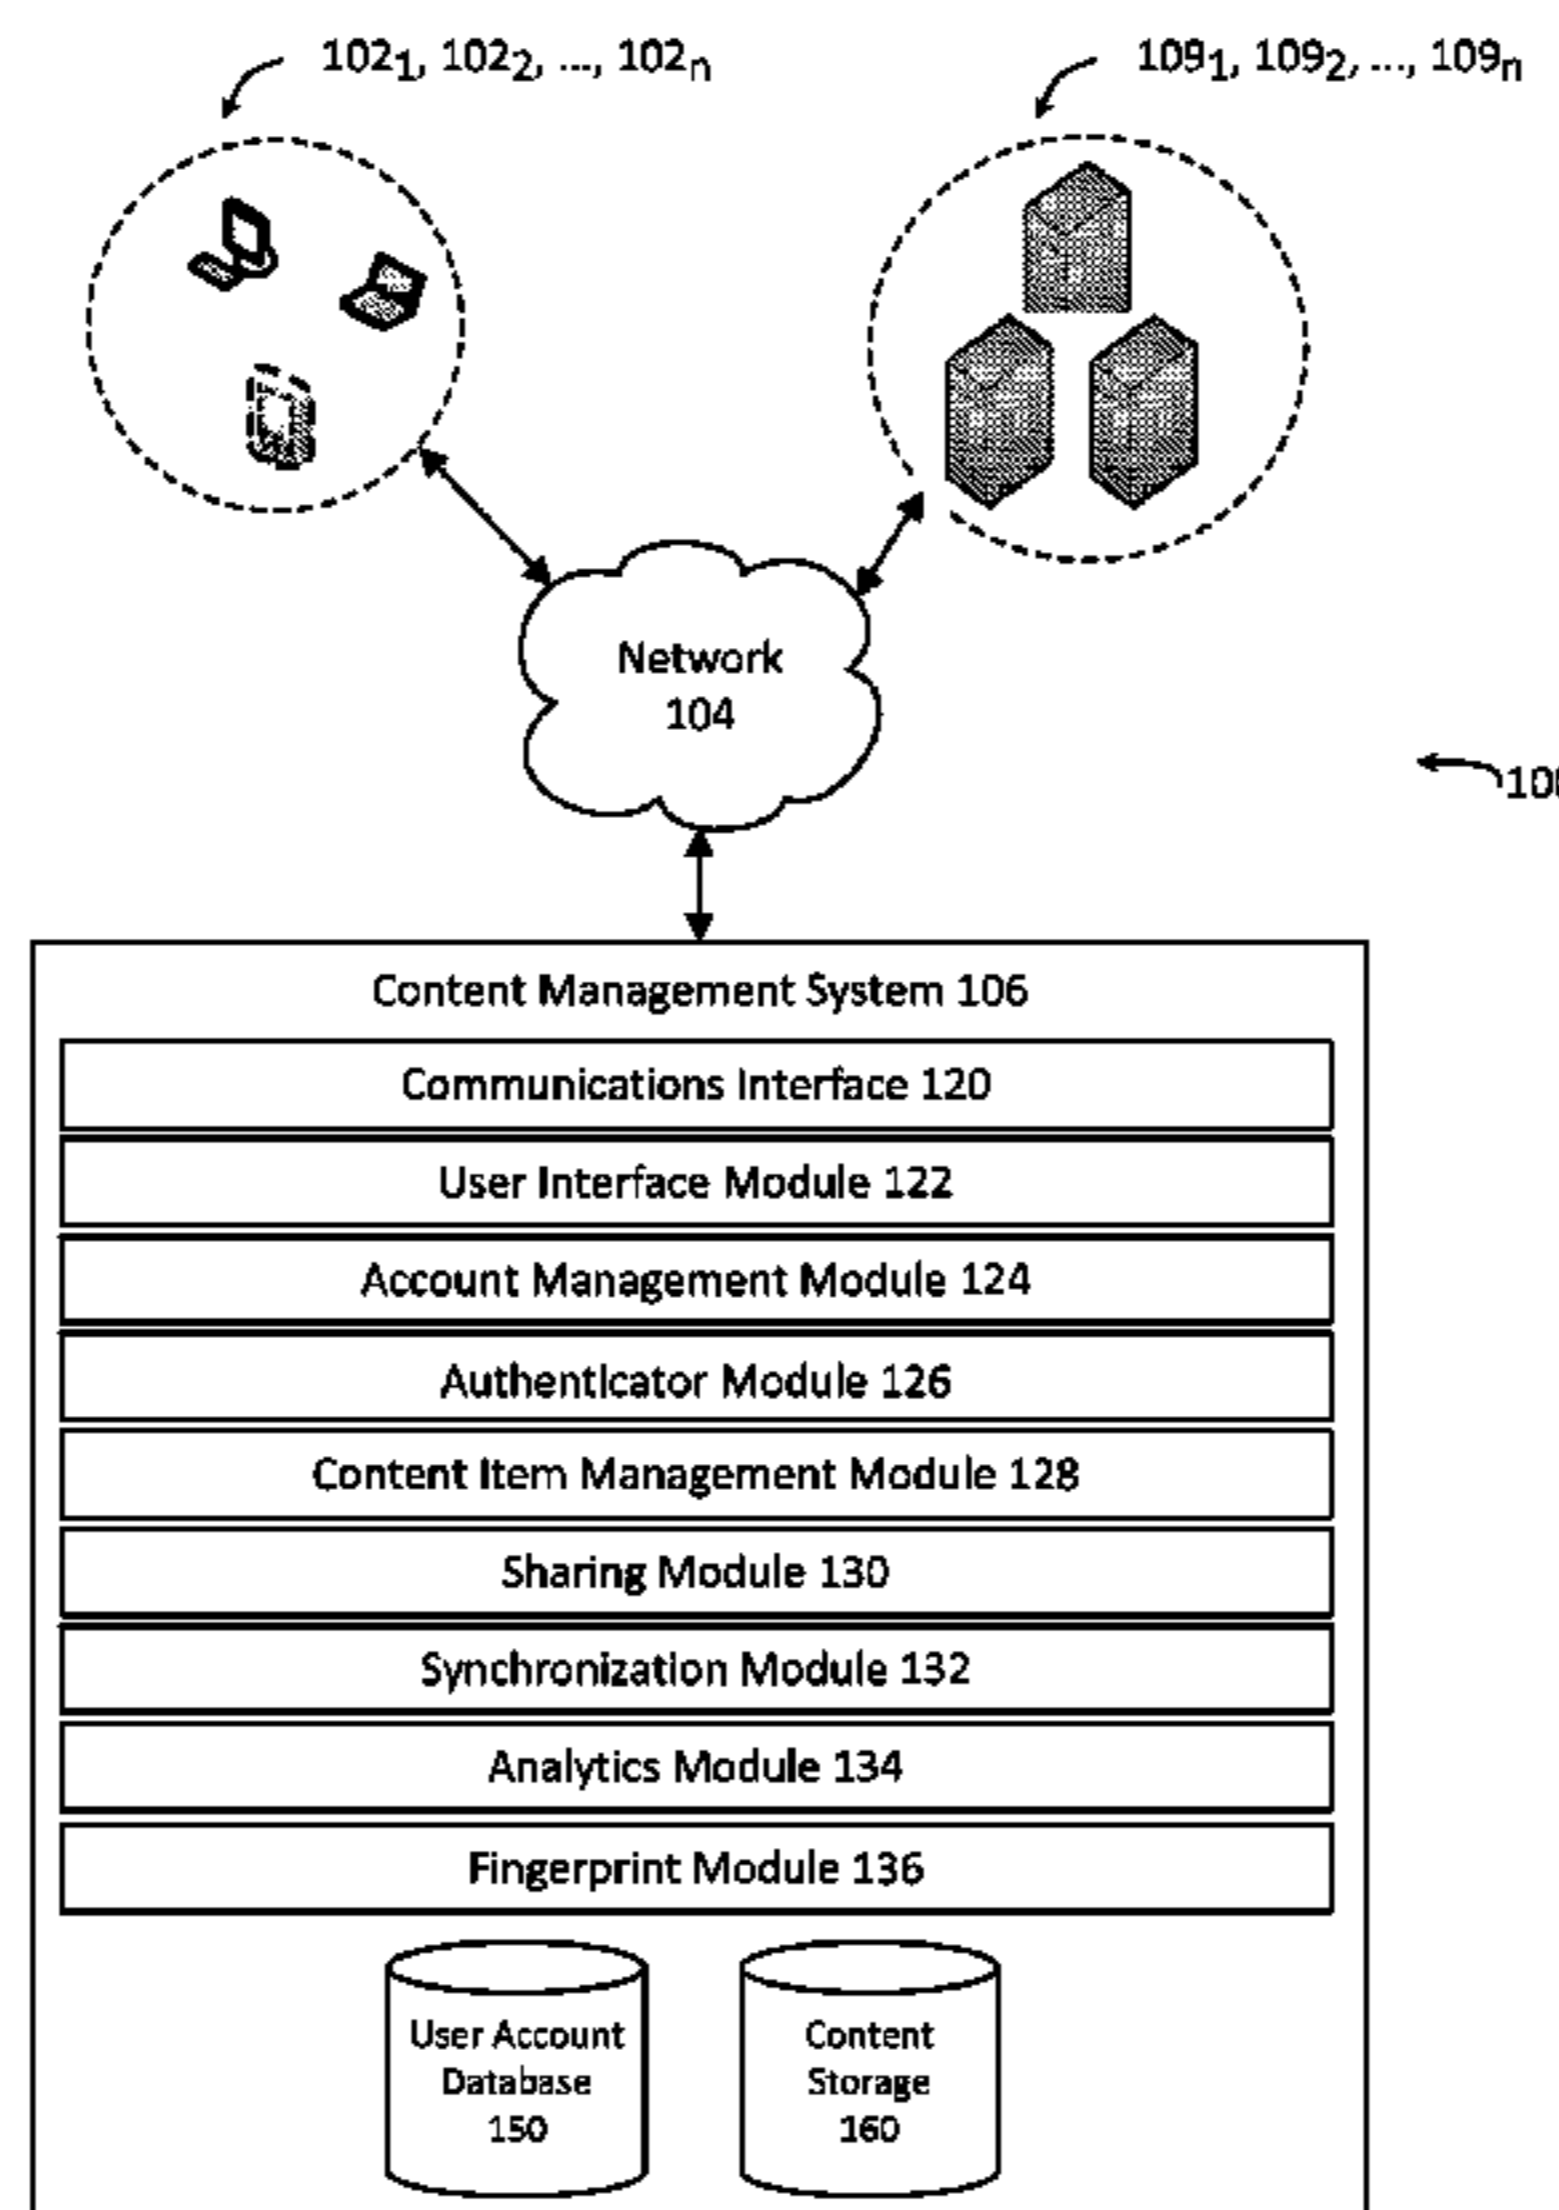 102₁, 102₂, ..., 102ₙ
109₁, 109₂, ..., 109ₙ
Network
104
Content Management System 106
Communications Interface 120
User Interface Module 122
Account Management Module 124
Authenticator Module 126
Content Item Management Module 128
Sharing Module 130
Synchronization Module 132
Analytics Module 134
Fingerprint Module 136
User Account
Database
150
Content
Storage
160